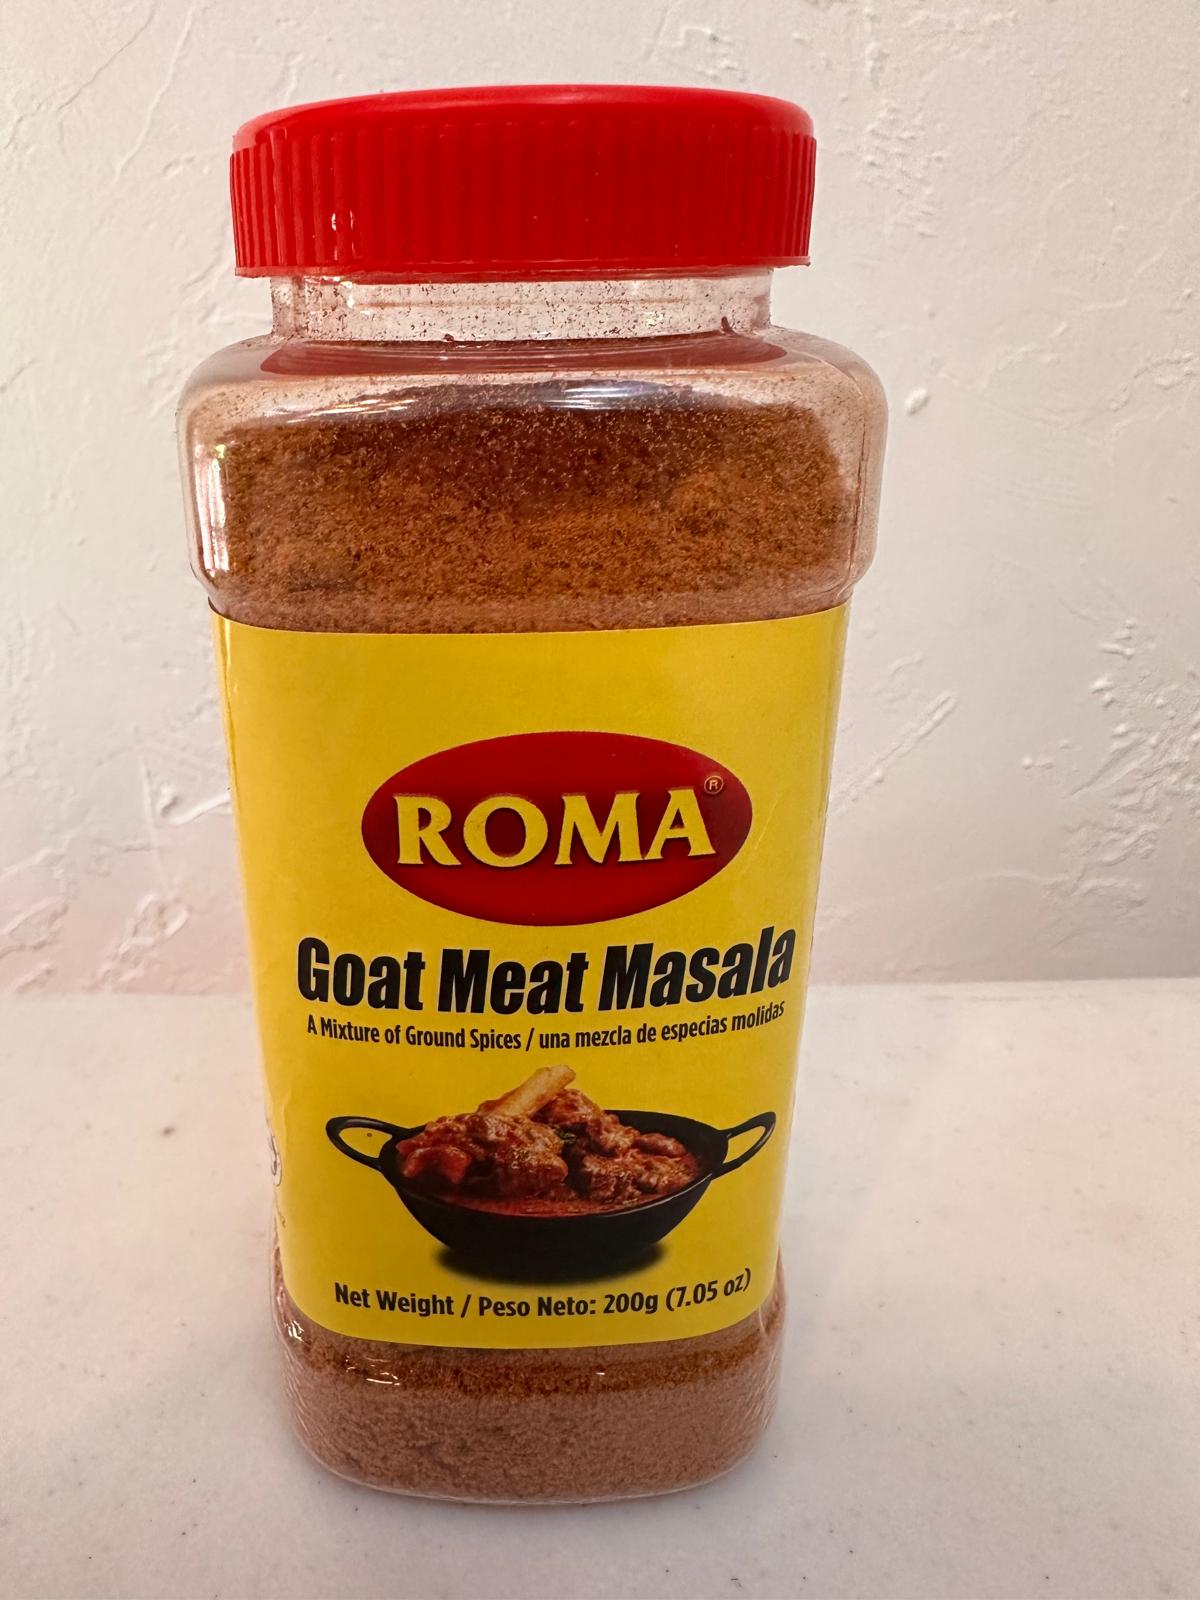 ROMA®
Goat Meat Masala
A Mixture of Ground Spices / una mezcla de especias molidas
Net Weight / Peso Neto: 200g (7.05 oz)